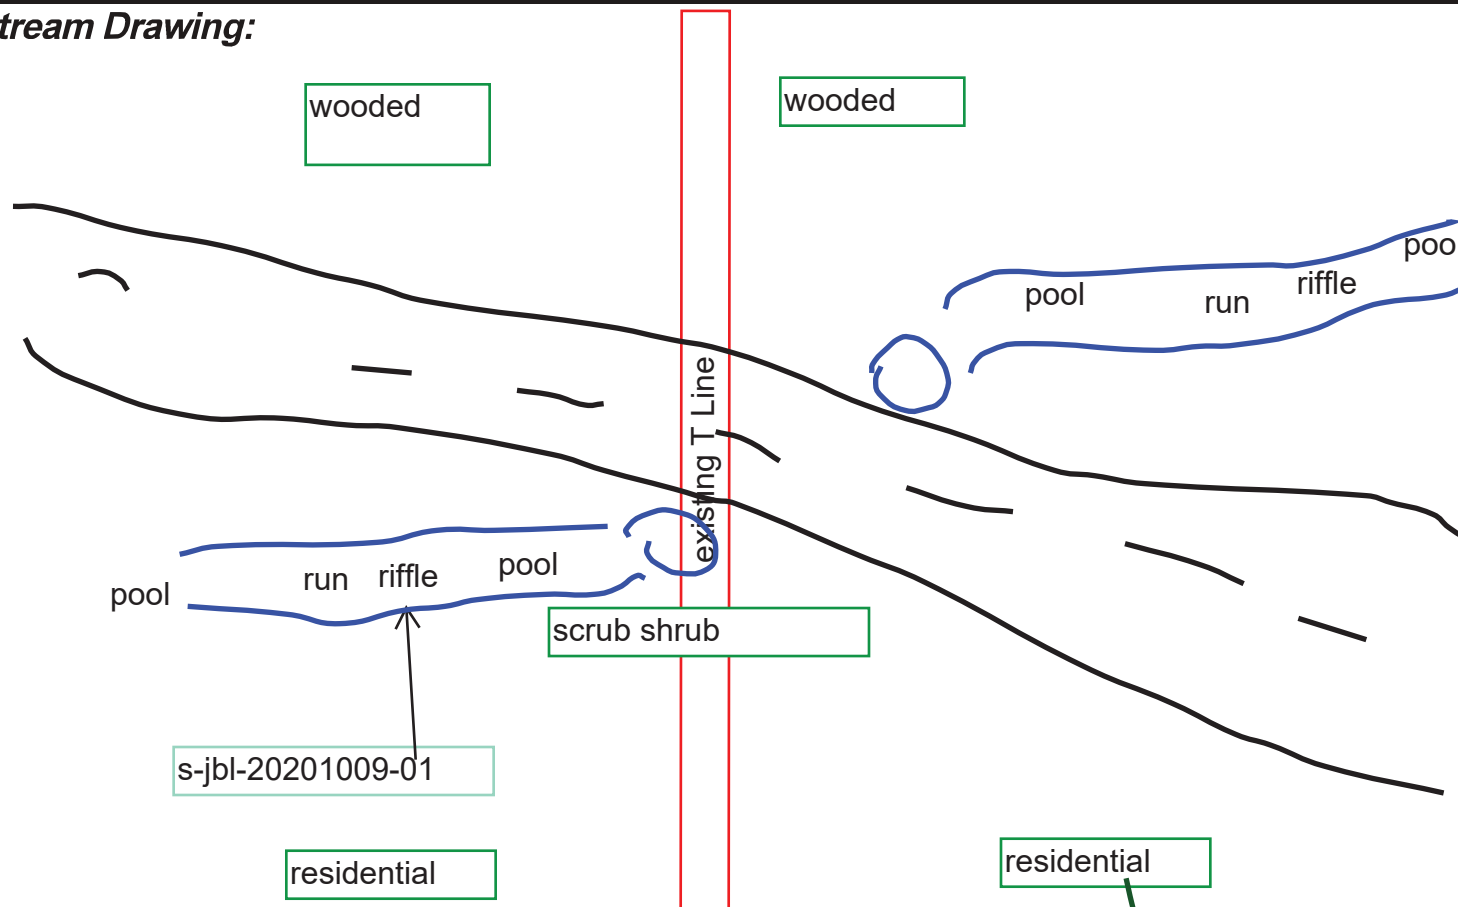 tream Drawing:
wooded
wooded
poo
riffle
pool
run
existing T Line
pool
riffle
run
pool
scrub shrub
s-jbl-20201009-01
residential
residential